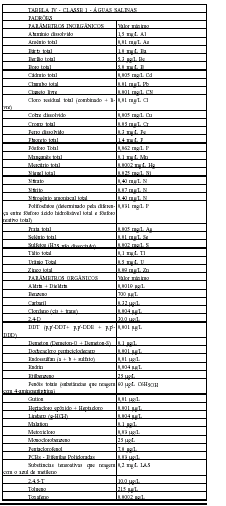 TABELA IV - CLASSE 1 - ÁGUAS SALINAS
PADRÕES
PARÂMETROS INORGÂNICOS Valor máximo
Alumínio dissolvido 1,5 mg/L Al
Arsênio total 0,01 mg/L As
Bário total 1,0 mg/L Ba
Berílio total 5,3 µg/L Be
Boro total 5,0 mg/L B
Cádmio total 0,005 mg/L Cd
Chumbo total 0,01 mg/L Pb
Cianeto livre 0,001 mg/L CN
Cloro residual total (combinado + li-
vre) 0,01 mg/L Cl
Cobre dissolvido 0,005 mg/L Cu
Cromo total 0,05 mg/L Cr
Ferro dissolvido 0,3 mg/L Fe
Fluoreto total 1,4 mg/L F
Fósforo Total 0,062 mg/L P
Manganês total 0,1 mg/L Mn
Mercúrio total 0,0002 mg/L Hg
Níquel total 0,025 mg/L Ni
Nitrato 0,40 mg/L N
Nitrito 0,07 mg/L N
Nitrogênio amoniacal total 0,40 mg/L N
Polifosfatos (determinado pela diferen-
ça entre fósforo ácido hidrolisável total e fósforo
reativo total) 0,031 mg/L P
Prata total 0,005 mg/L Ag
Selênio total 0,01 mg/L Se
Sulfetos (H2S não dissociado) 0,002 mg/L S
Tálio total 0,1 mg/L Tl
Urânio Total 0,5 mg/L U
Zinco total 0,09 mg/L Zn
PARÂMETROS ORGÂNICOS Valor máximo
Aldrin + Dieldrin 0,0019 µg/L
Benzeno 700 µg/L
Carbaril 0,32 µg/L
Clordano (cis + trans) 0,004 µg/L
2,4-D 30,0 µg/L
DDT (p,p'-DDT+ p,p'-DDE + p,p'-
DDD) 0,001 µg/L
Demeton (Demeton-O + Demeton-S) 0,1 µg/L
Dodecacloro pentaciclodecano 0,001 µg/L
Endossulfan (a + b + sulfato) 0,01 µg/L
Endrin 0,004 µg/L
Etilbenzeno 25 µg/L
Fenóis totais (substâncias que reagem
com 4-aminoantipirina) 60 µg/L C6H5OH
Gution 0,01 µg/L
Heptacloro epóxido + Heptacloro 0,001 µg/L
Lindano (g-HCH) 0,004 µg/L
Malation 0,1 µg/L
Metoxicloro 0,03 µg/L
Monoclorobenzeno 25 µg/L
Pentaclorofenol 7,9 µg/L
PCBs - Bifenilas Policloradas 0,03 µg/L
Substâncias tensoativas que reagem
com o azul de metileno 0,2 mg/L LAS
2,4,5-T 10,0 µg/L
Tolueno 215 µg/L
Toxafeno 0,0002 µg/L